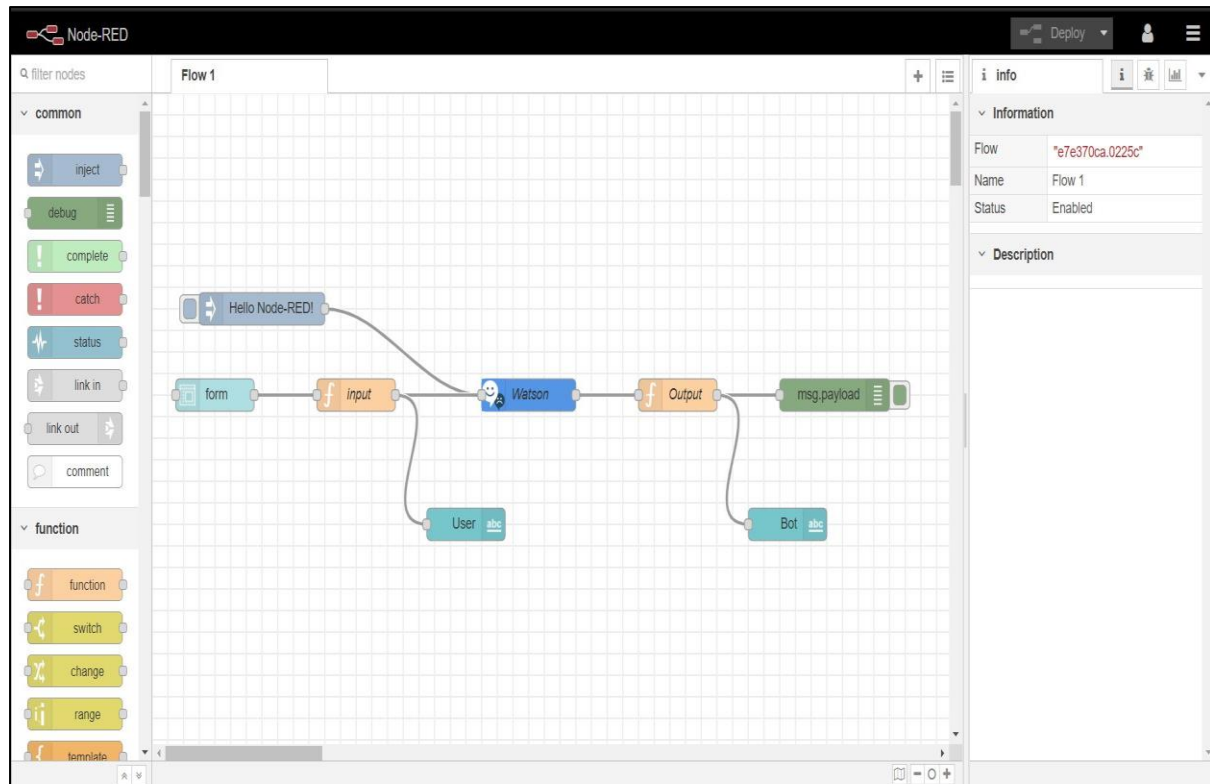 Node-RED
Deploy
filter nodes
Flow 1
i info
common
Information
inject
Flow "e7e370ca.0225c"
Name Flow 1
debug
Status Enabled
complete
Description
catch
Hello Node-RED!
status
link in
form
input
Watson
Output
msg.payload
link out
comment
User abc
Bot abc
function
function
switch
change
range
template